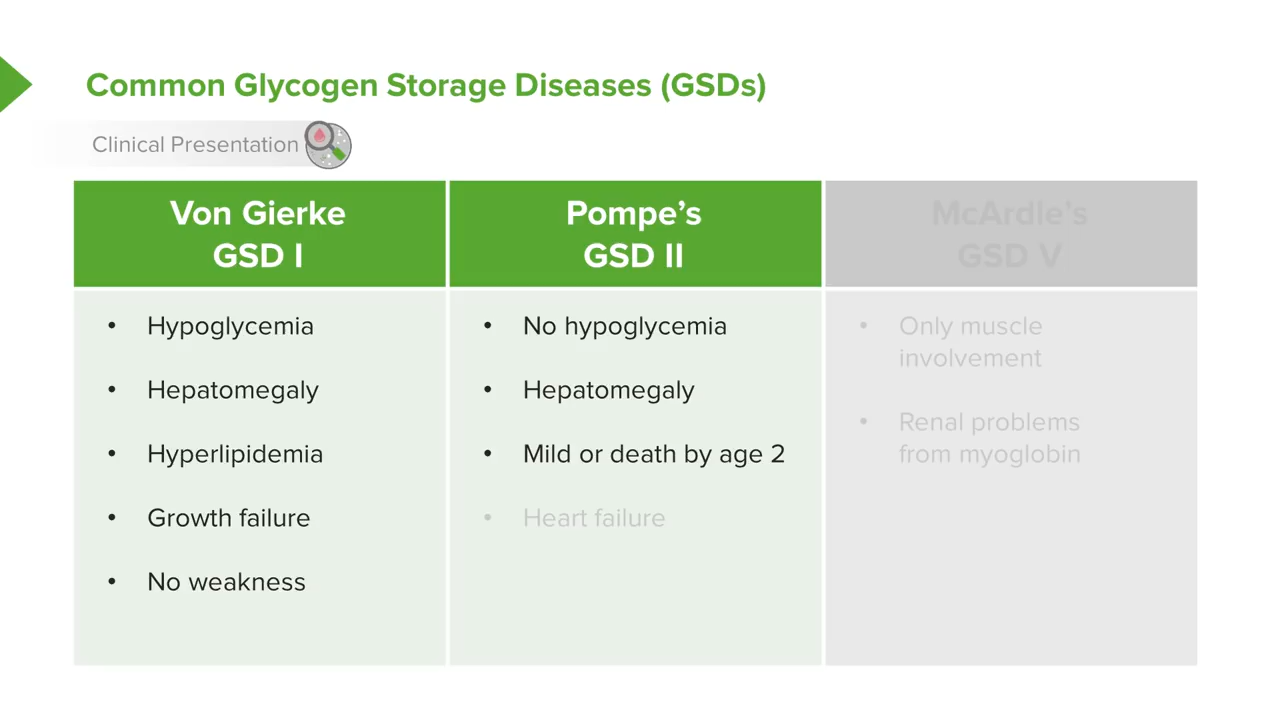 Common Glycogen Storage Diseases (GSDs)
Clinical Presentation
Von Gierke
GSD I
• Hypoglycemia
• Hepatomegaly
• Hyperlipidemia
• Growth failure
• No weakness
Pompe’s
GSD II
• No hypoglycemia
• Hepatomegaly
• Mild or death by age 2
• Heart failure
McArdle’s
GSD V
• Only muscle
involvement
• Renal problems
from myoglobin